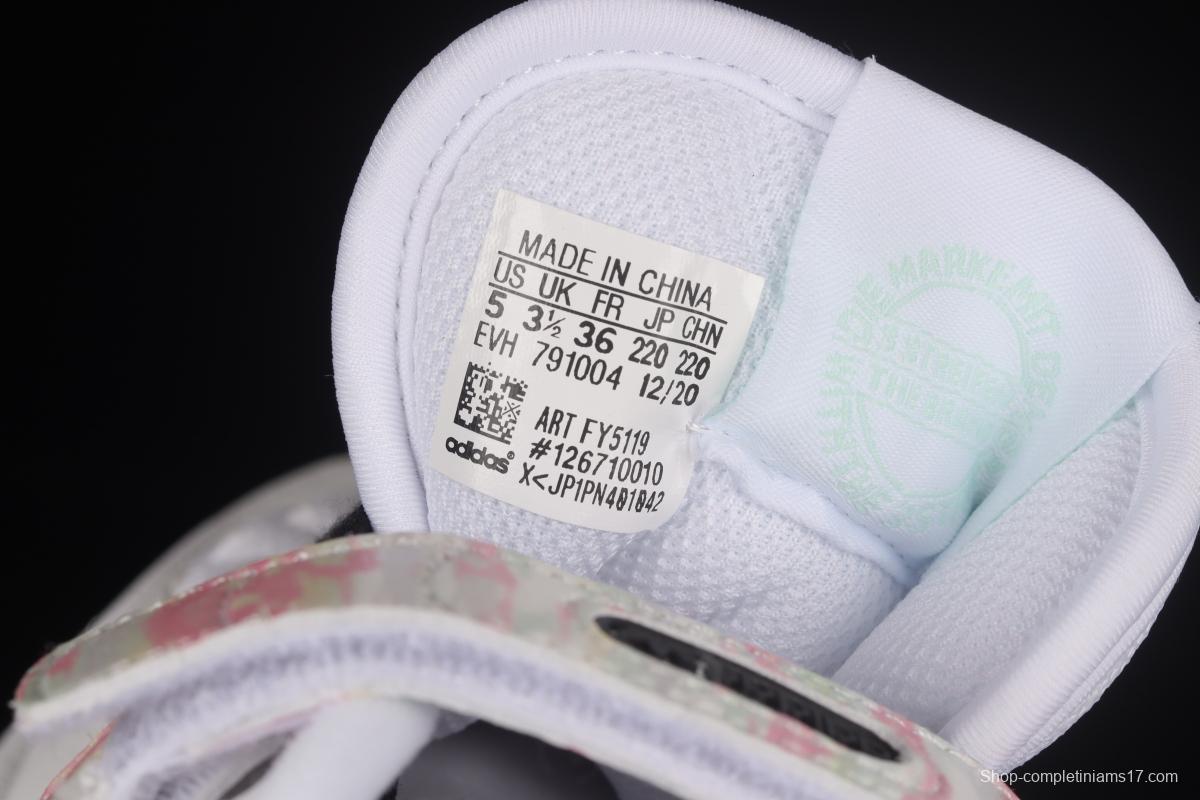 MADE IN CHINA
US UK FR JP CHN
5 3½ 36 220 220
EVH 791004 12/20
ART FY5119
#126710010
adidas®
X<JP1PN401042
Shop-completiniams17.com